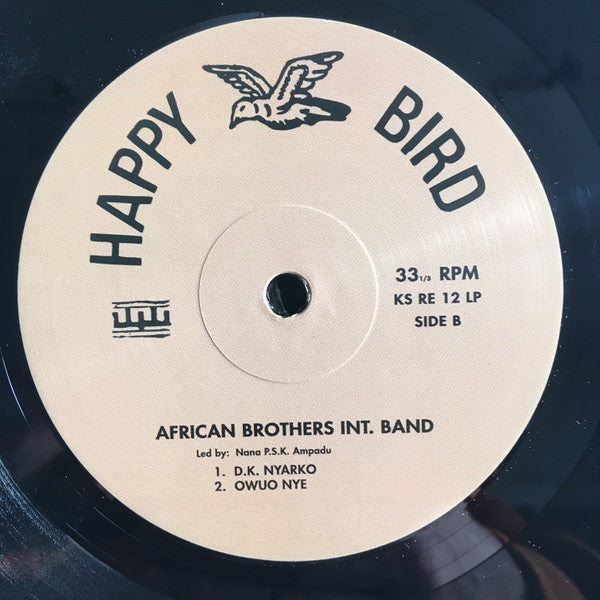 HAPPY BIRD
33 1/3 RPM
KS RE 12 LP
SIDE B
AFRICAN BROTHERS INT. BAND
Led by: Nana P.S.K. Ampadu
1. D.K. NYARKO
2. OWUO NYE